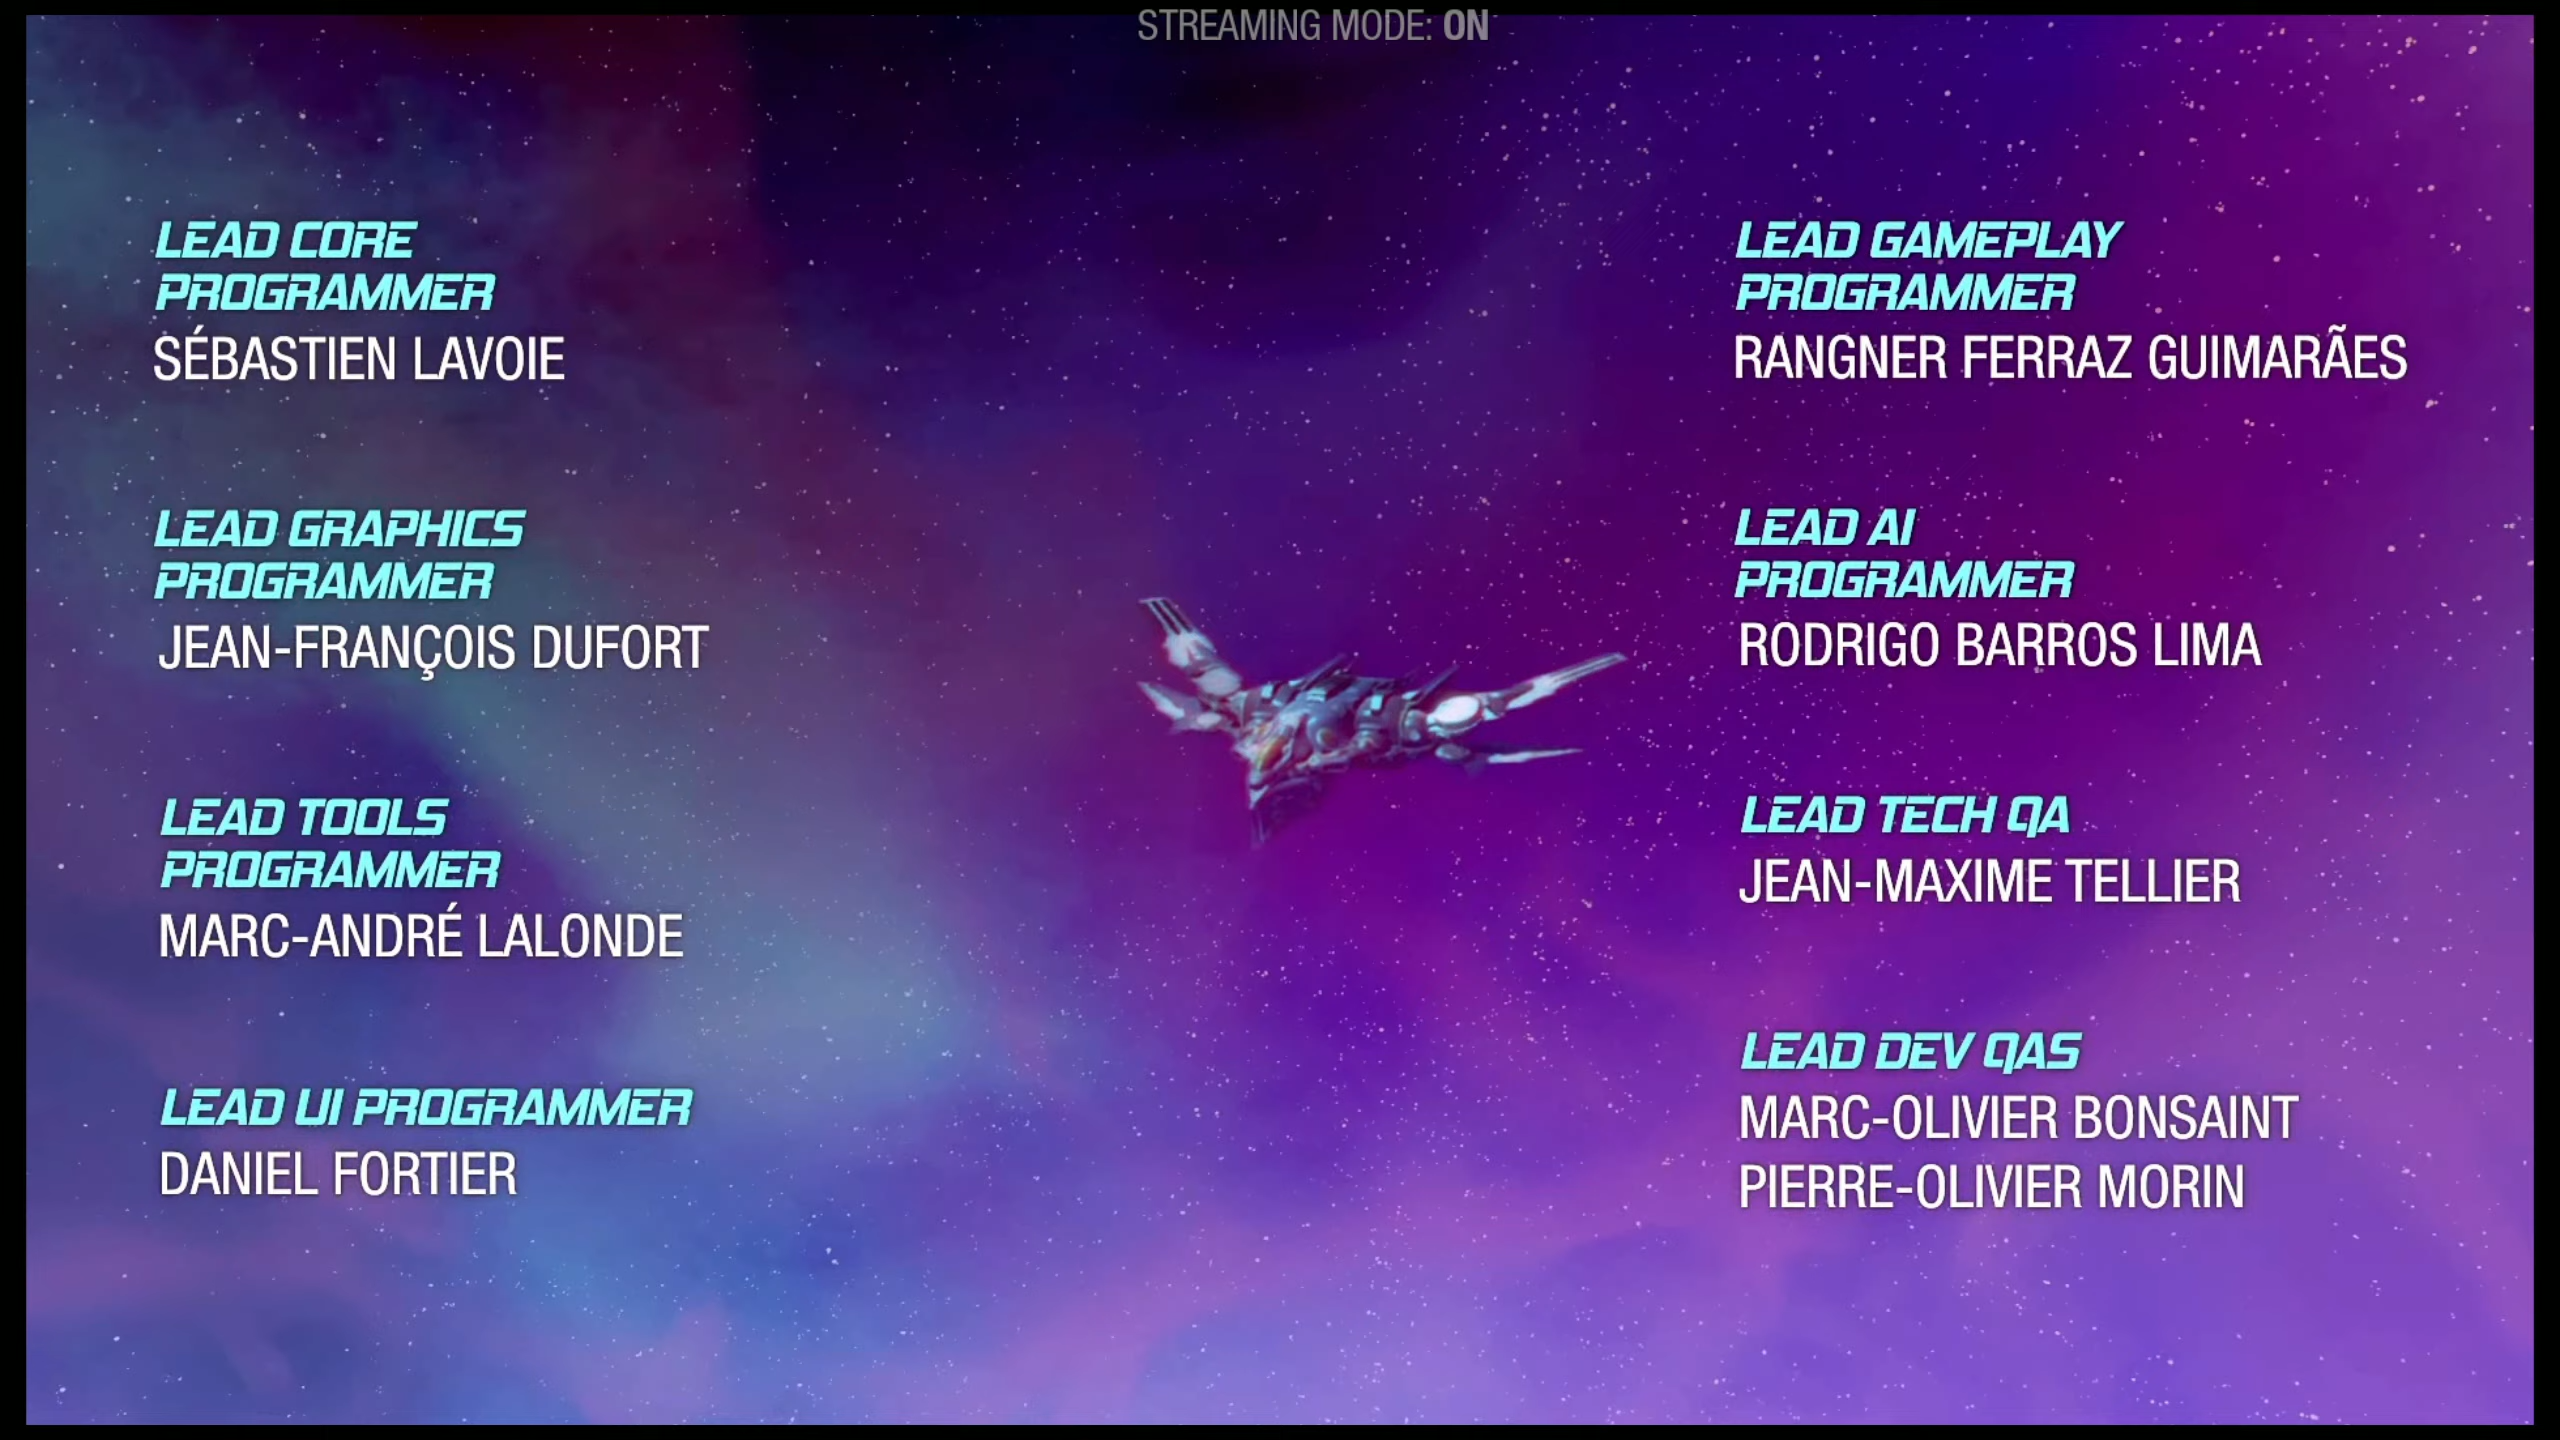 STREAMING MODE: ON
LEAD CORE
PROGRAMMER
SÉBASTIEN LAVOIE
LEAD GRAPHICS
PROGRAMMER
JEAN-FRANÇOIS DUFORT
LEAD TOOLS
PROGRAMMER
MARC-ANDRÉ LALONDE
LEAD UI PROGRAMMER
DANIEL FORTIER
LEAD GAMEPLAY
PROGRAMMER
RANGNER FERRAZ GUIMARÃES
LEAD AI
PROGRAMMER
RODRIGO BARROS LIMA
LEAD TECH QA
JEAN-MAXIME TELLIER
LEAD DEV QAS
MARC-OLIVIER BONSAINT
PIERRE-OLIVIER MORIN